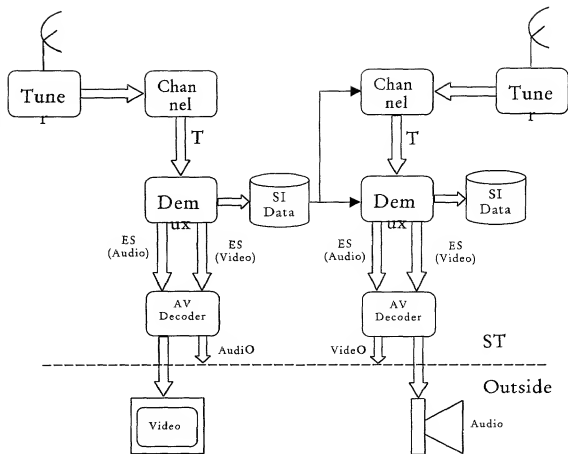 Tune
r
Chan
nel
Chan
nel
Tune
r
T
T
Dem
ux
SI
Data
Dem
ux
SI
Data
ES
(Audio)
ES
(Video)
ES
(Audio)
ES
(Video)
AV
Decoder
AV
Decoder
AudiO
VideO
ST
Outside
Video
Audio